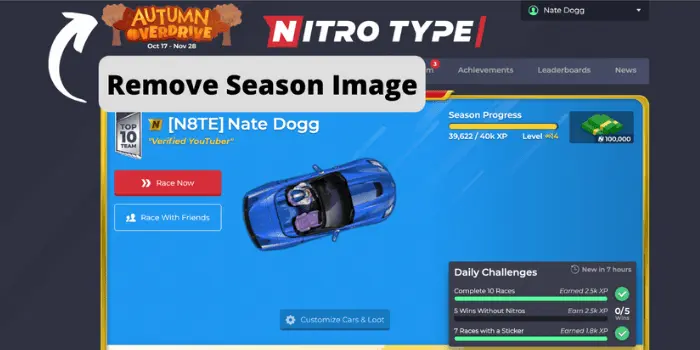 AUTUMN
OVERDRIVE
Oct 17 - Nov 28
NITRO TYPE
Nate Dogg
Remove Season Image
3
Achievements
Leaderboards
News
TOP
10
TEAM
N
[N8TE] Nate Dogg
"Verified YouTuber"
Season Progress
39,622 / 40k XP
100,000
Race Now
Race With Friends
Customize Cars & Loot
Daily Challenges
New in 7 hours
Complete 10 Races
Earned 2.5k XP
5 Wins Without Nitros
Earn 2.3k XP
0/5
Wins
7 Races with a Sticker
Earned 1.8k XP